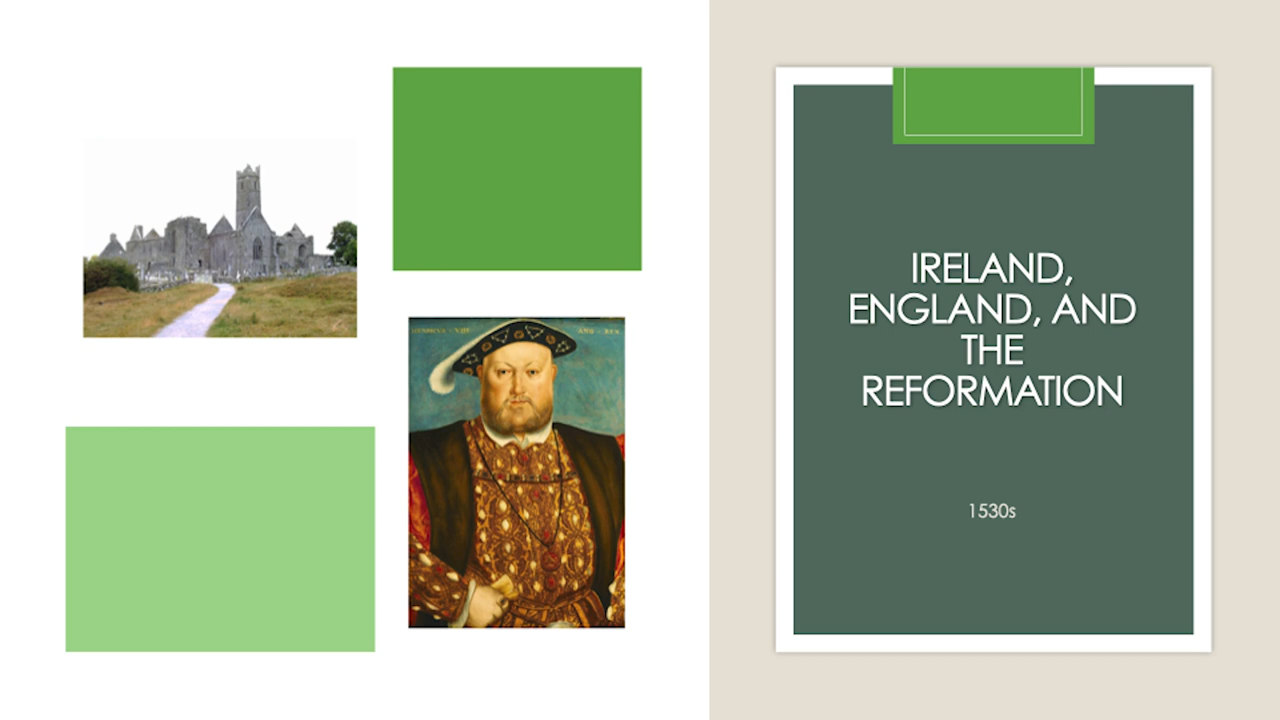 IRELAND,
ENGLAND, AND
THE
REFORMATION
1530s